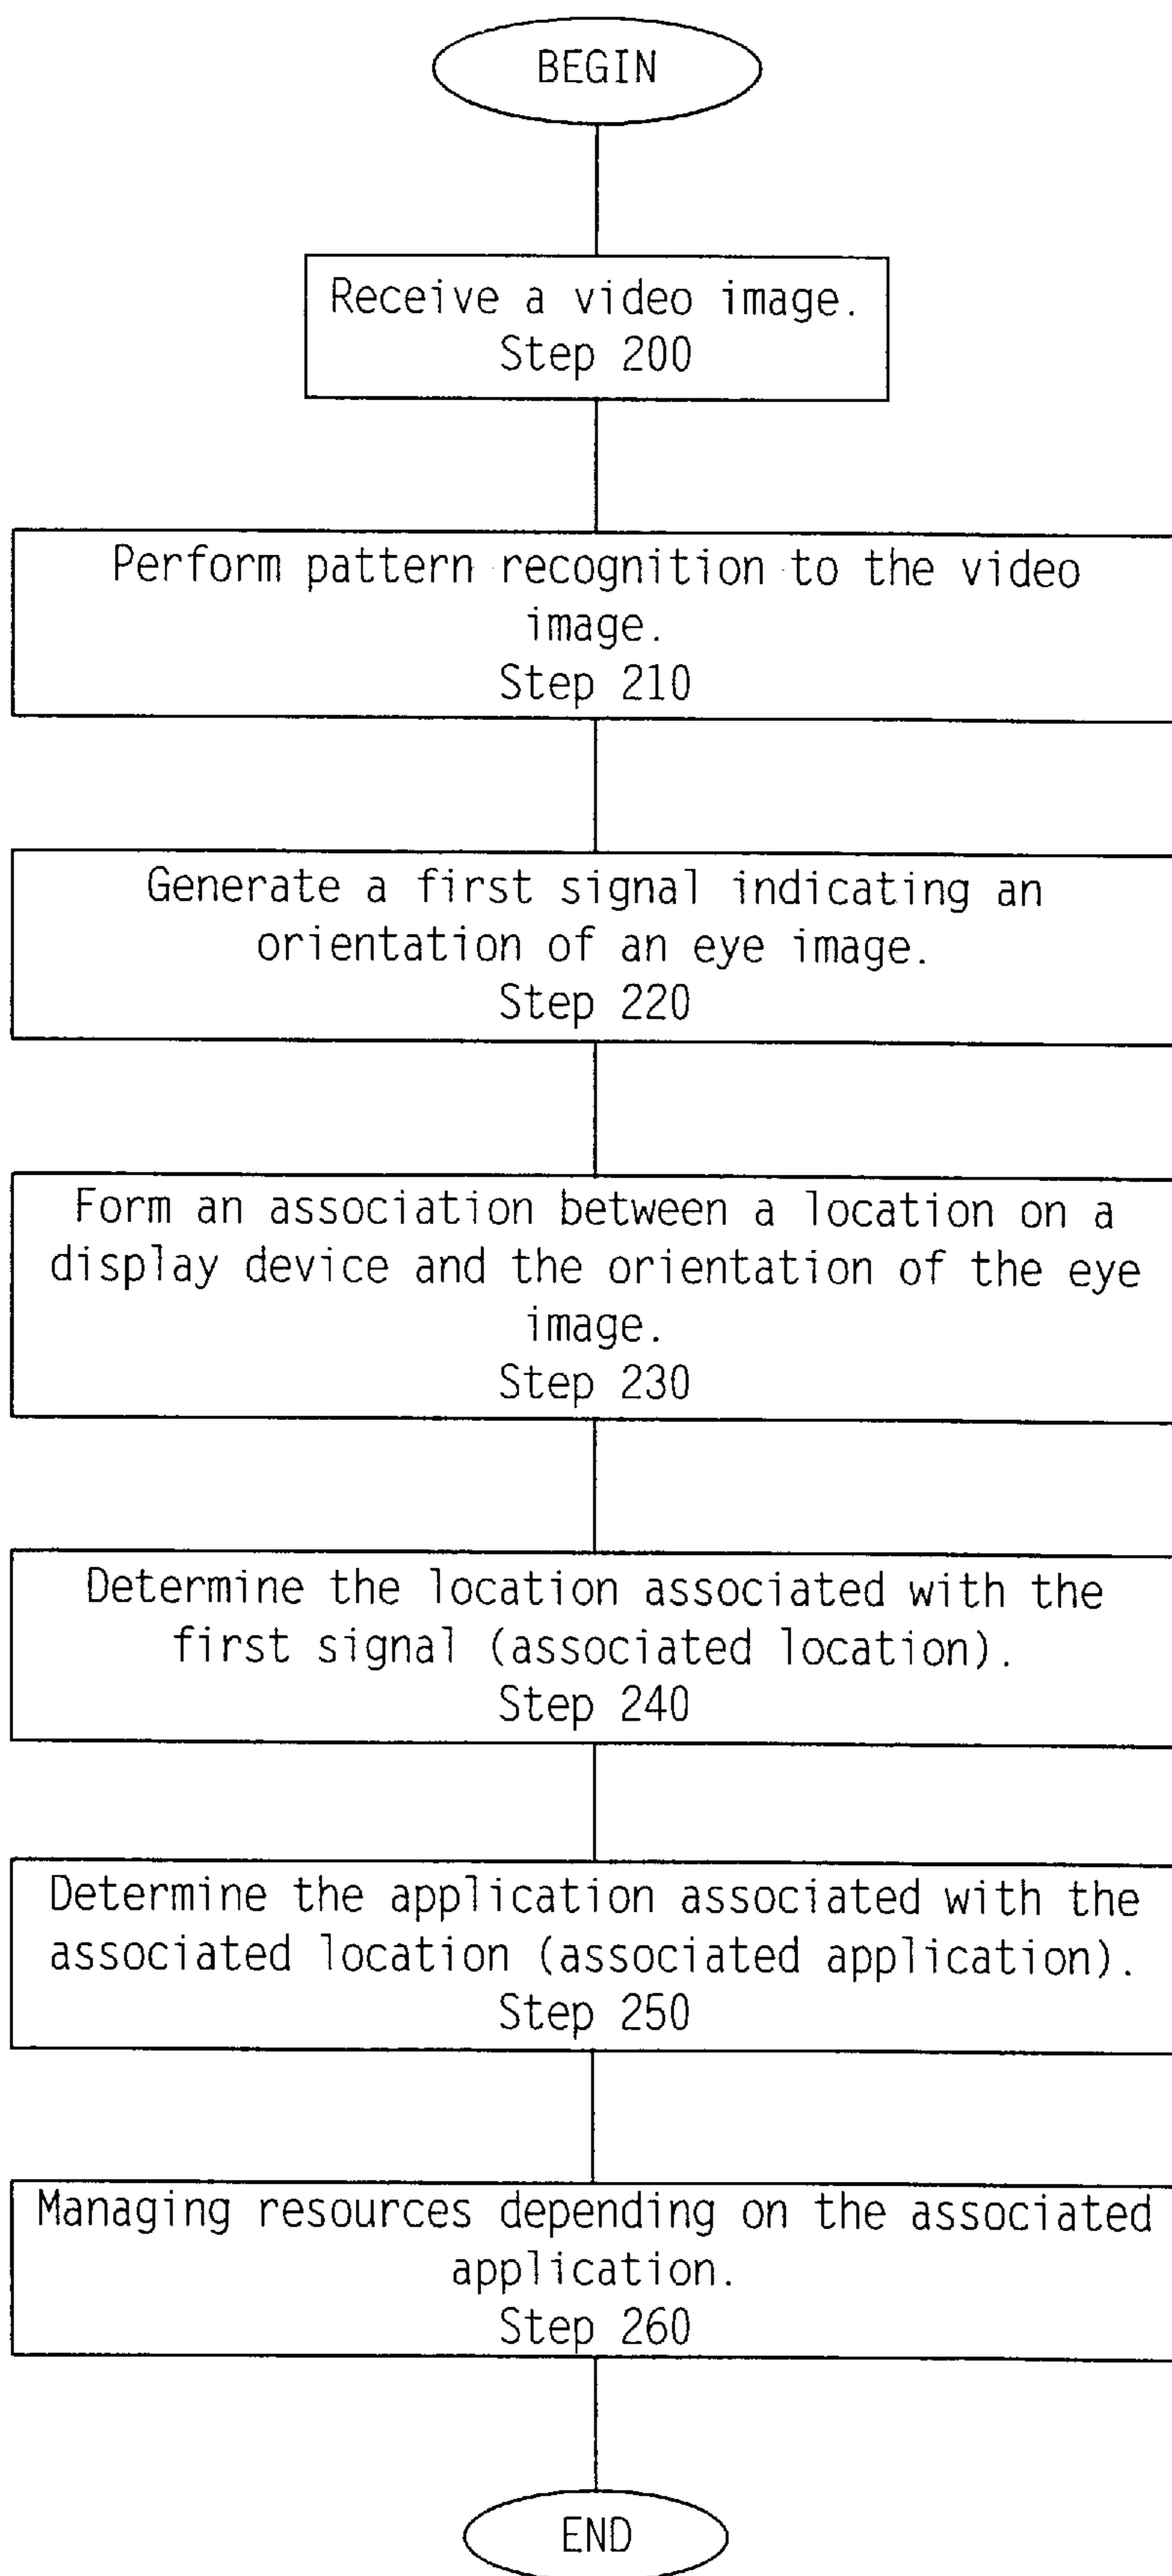 BEGIN
Receive a video image.
Step 200
Perform pattern recognition to the video
image.
Step 210
Generate a first signal indicating an
orientation of an eye image.
Step 220
Form an association between a location on a
display device and the orientation of the eye
image.
Step 230
Determine the location associated with the
first signal (associated location).
Step 240
Determine the application associated with the
associated location (associated application).
Step 250
Managing resources depending on the associated
application.
Step 260
END